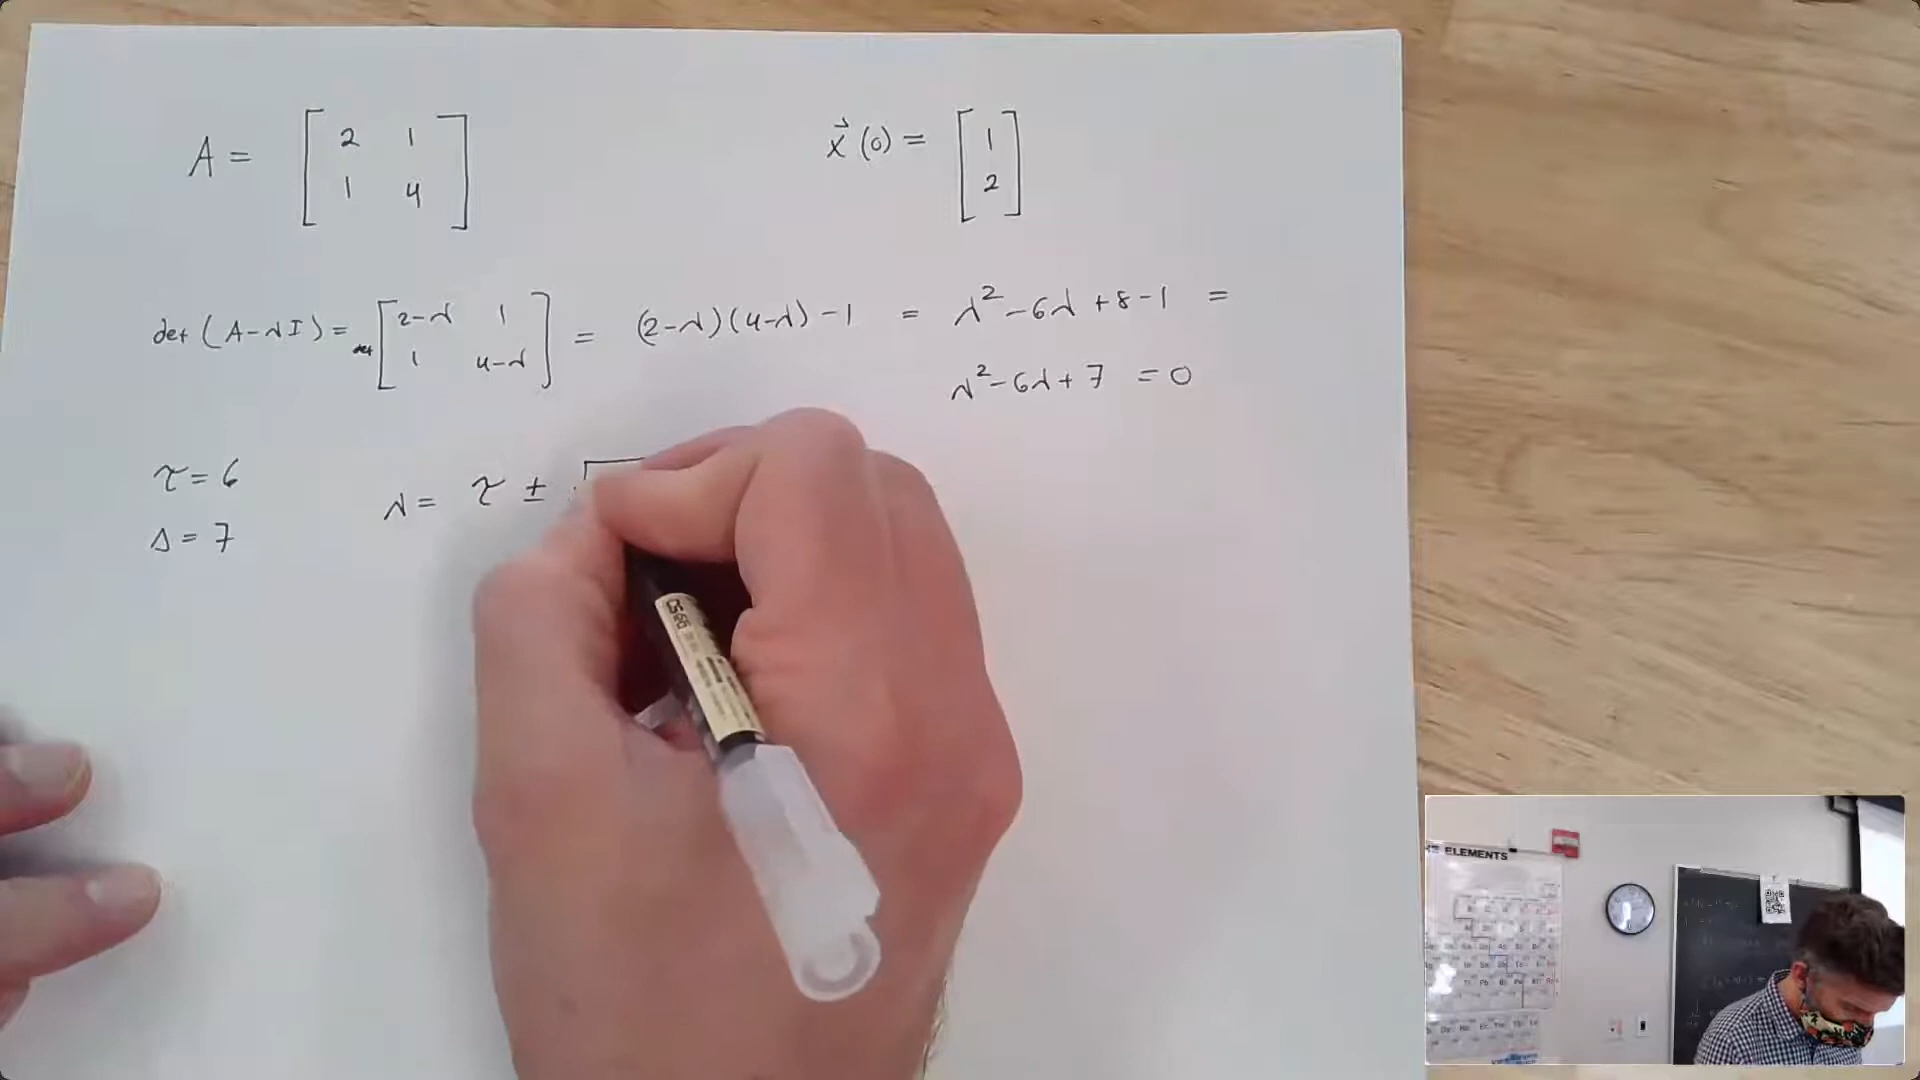 A = [ 2 1
1 4 ]
x⃗ (0) = [ 1
2 ]
det (A-λI) = det [ 2-λ 1
1 4-λ ] = (2-λ)(4-λ) - 1 = λ² - 6λ + 8 - 1 =
λ² - 6λ + 7 = 0
τ = 6
Δ = 7
λ = τ ± √
ELEMENTS